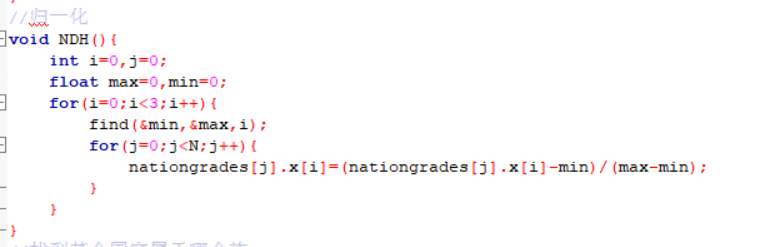 //归一化
void NDH(){
int i=0,j=0;
float max=0,min=0;
for(i=0;i<3;i++){
find(&min,&max,i);
for(j=0;j<N;j++){
nationgrades[j].x[i]=(nationgrades[j].x[i]-min)/(max-min);
}
}
}